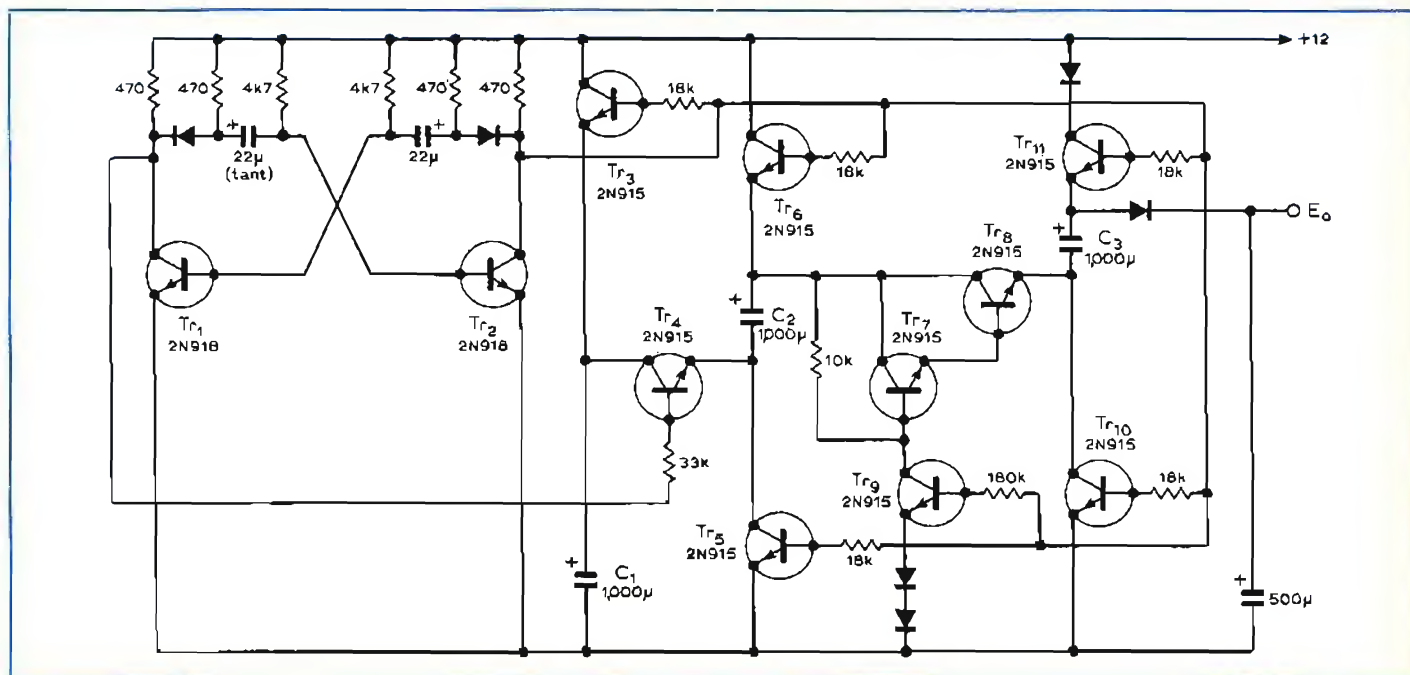 +12
470
470
4k7
4k7
470
470
+
22μ
(tant)
+
22μ
18k
Tr3
2N915
18k
Tr6
2N915
Tr11
2N915
18k
Eo
Tr1
2N918
Tr2
2N918
Tr4
2N915
+
C2
1,000μ
10k
Tr7
2N915
Tr8
2N915
+
C3
1,000μ
33k
Tr9
2N915
180k
Tr10
2N915
18k
Tr5
2N915
18k
+
C1
1,000μ
+
500μ